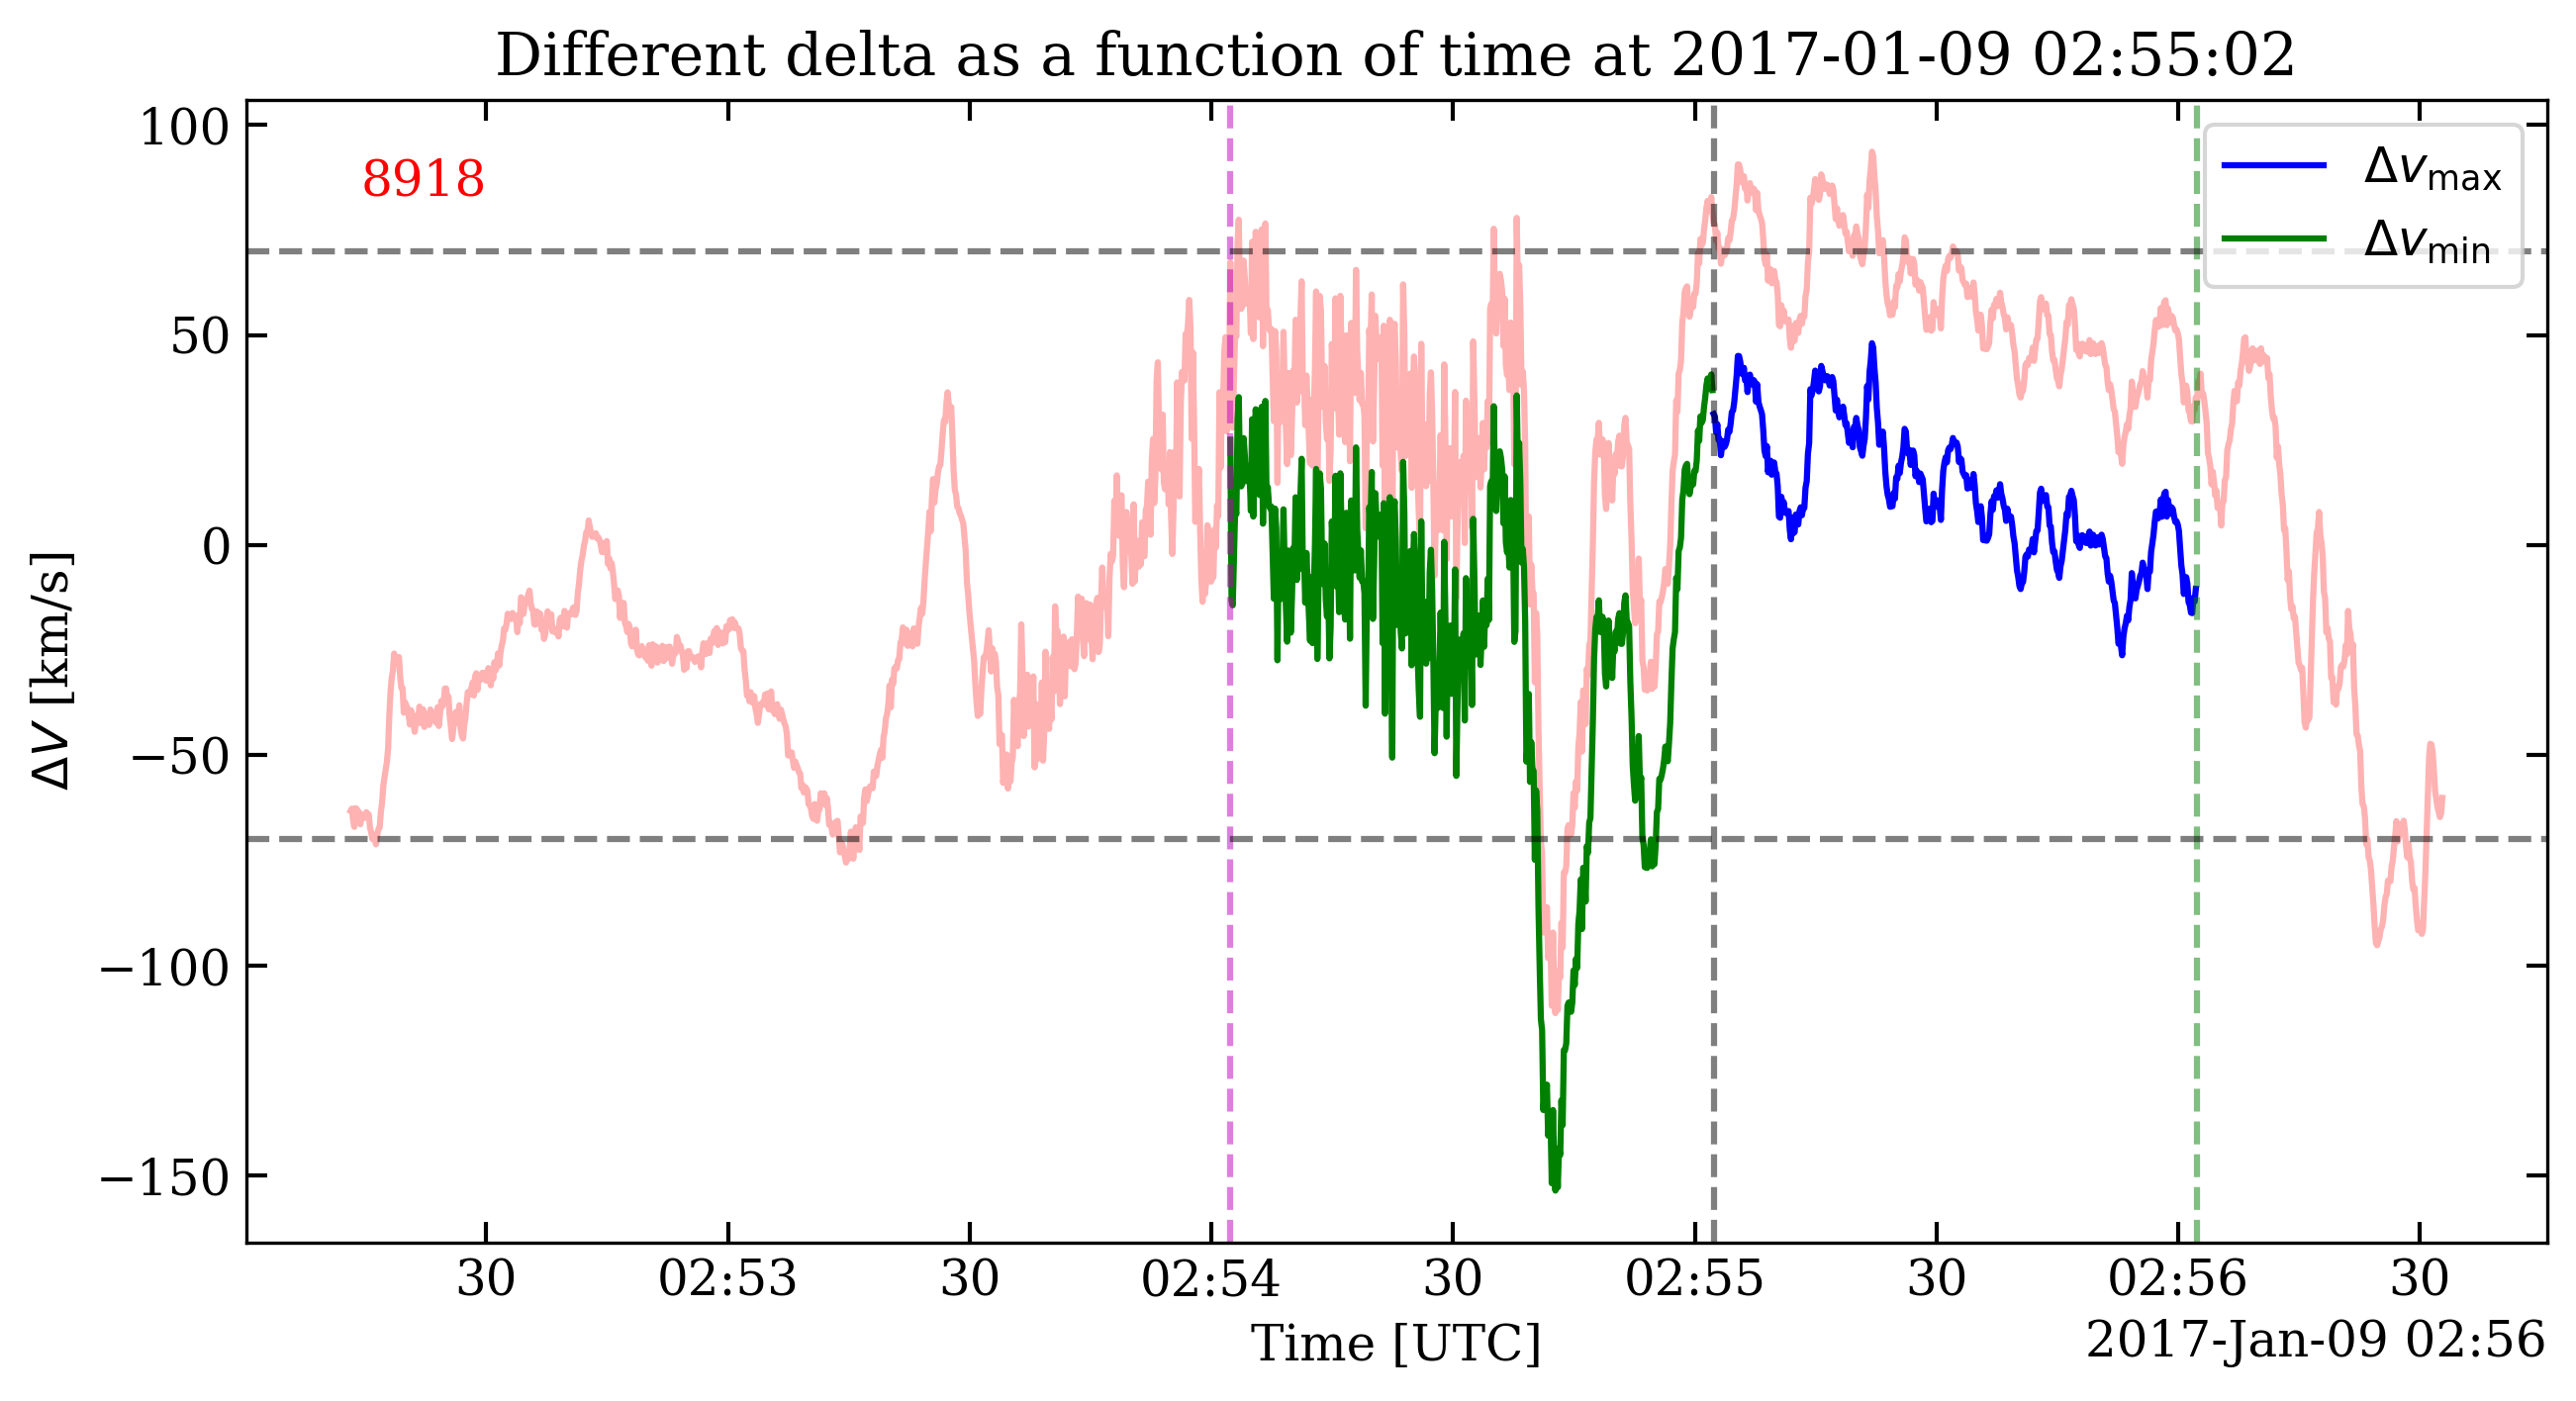 Different delta as a function of time at 2017-01-09 02:55:02
8918
Δv_max
Δv_min
100
50
0
−50
−100
−150
ΔV [km/s]
30 02:53 30 02:54 30 02:55 30 02:56 30
Time [UTC]
2017-Jan-09 02:56